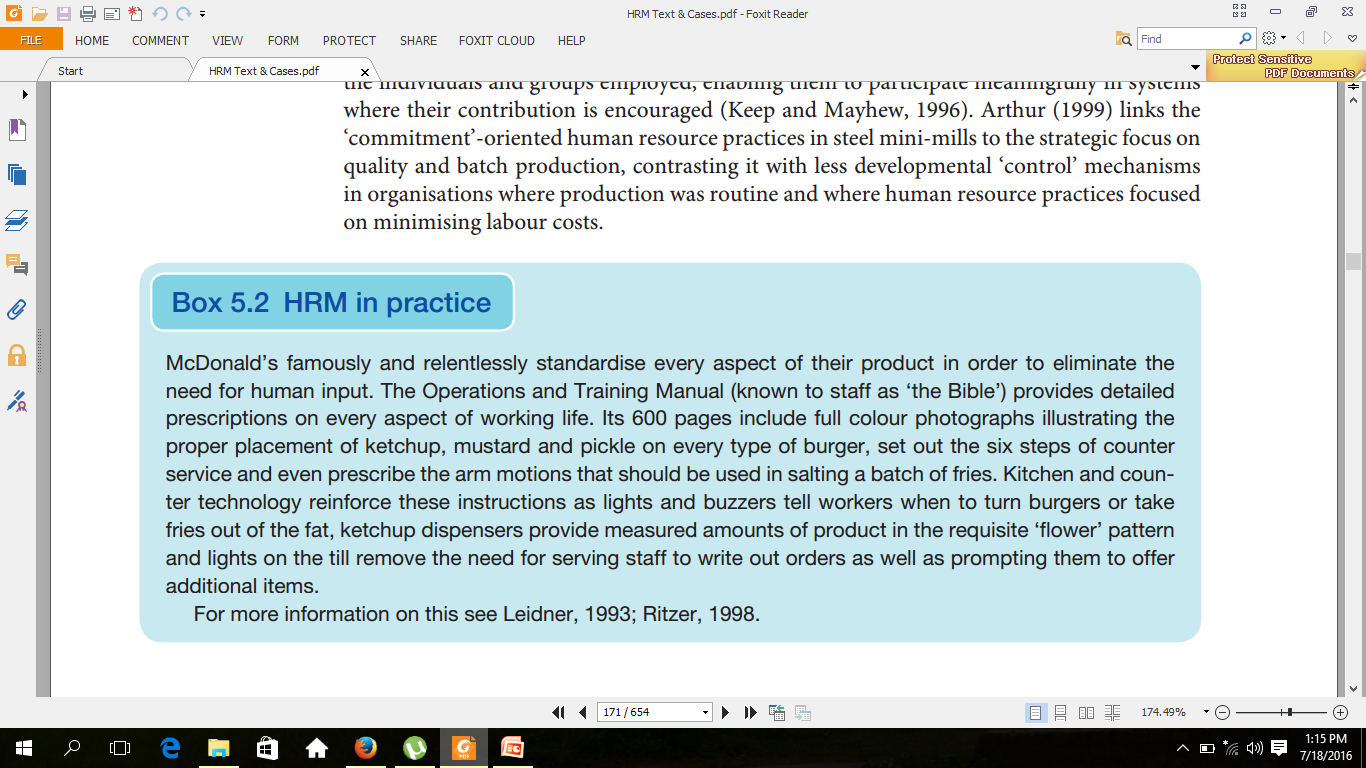 HRM Text & Cases.pdf - Foxit Reader
FILE HOME COMMENT VIEW FORM PROTECT SHARE FOXIT CLOUD HELP
Find
Start
HRM Text & Cases.pdf
Protect Sensitive
PDF Documents
the individuals and groups employed, enabling them to participate meaningfully in systems
where their contribution is encouraged (Keep and Mayhew, 1996). Arthur (1999) links the
‘commitment’-oriented human resource practices in steel mini-mills to the strategic focus on
quality and batch production, contrasting it with less developmental ‘control’ mechanisms
in organisations where production was routine and where human resource practices focused
on minimising labour costs.
Box 5.2 HRM in practice
McDonald’s famously and relentlessly standardise every aspect of their product in order to eliminate the
need for human input. The Operations and Training Manual (known to staff as ‘the Bible’) provides detailed
prescriptions on every aspect of working life. Its 600 pages include full colour photographs illustrating the
proper placement of ketchup, mustard and pickle on every type of burger, set out the six steps of counter
service and even prescribe the arm motions that should be used in salting a batch of fries. Kitchen and coun-
ter technology reinforce these instructions as lights and buzzers tell workers when to turn burgers or take
fries out of the fat, ketchup dispensers provide measured amounts of product in the requisite ‘flower’ pattern
and lights on the till remove the need for serving staff to write out orders as well as prompting them to offer
additional items.
For more information on this see Leidner, 1993; Ritzer, 1998.
171 / 654
174.49%
1:15 PM
7/18/2016